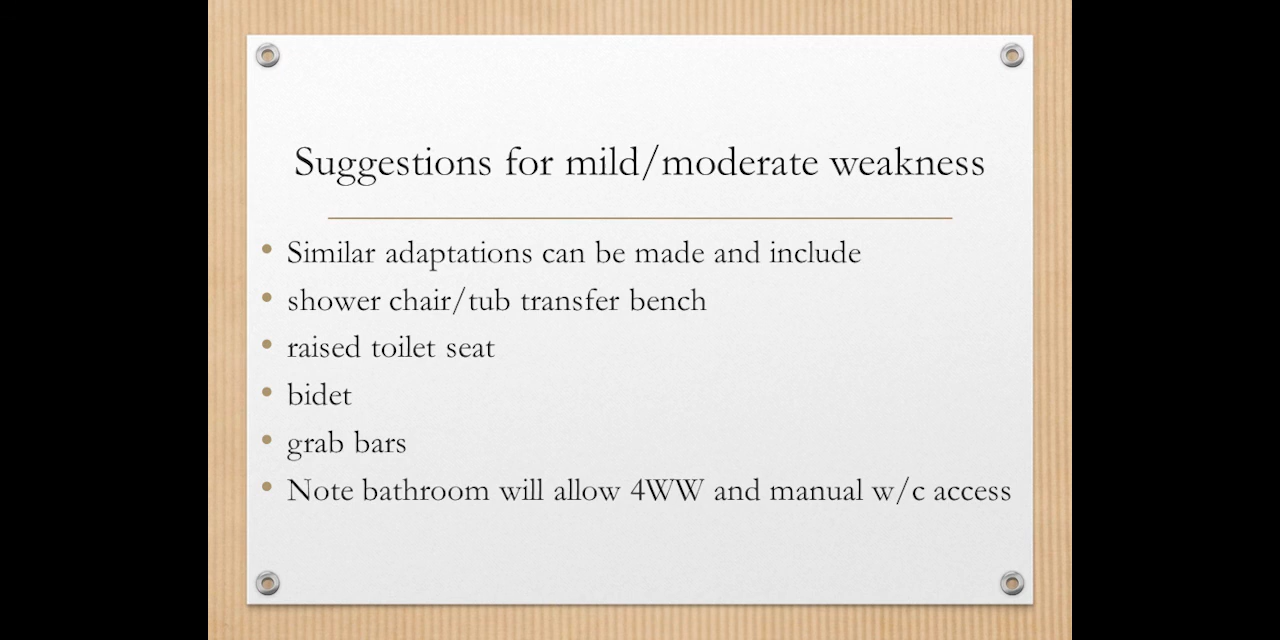 Suggestions for mild/moderate weakness
• Similar adaptations can be made and include
• shower chair/tub transfer bench
• raised toilet seat
• bidet
• grab bars
• Note bathroom will allow 4WW and manual w/c access